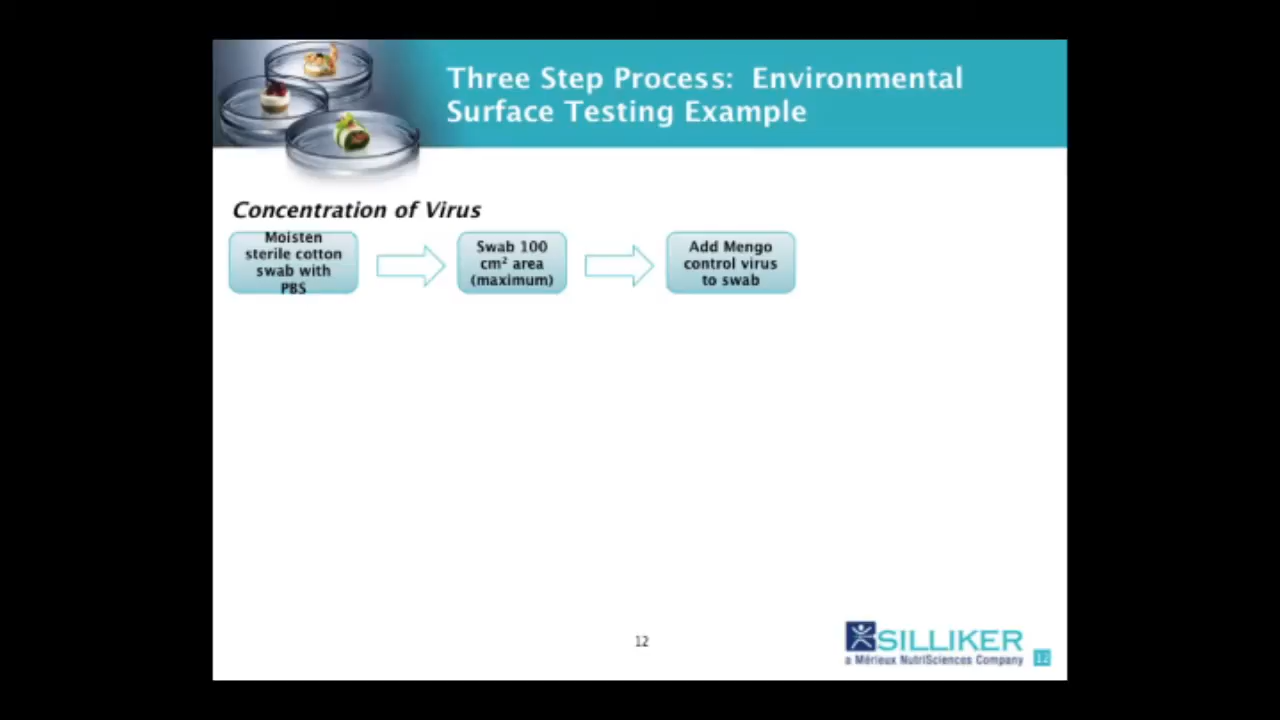 Three Step Process: Environmental
Surface Testing Example
Concentration of Virus
Moisten
sterile cotton
swab with
PBS
Swab 100
cm² area
(maximum)
Add Mengo
control virus
to swab
12
SILLIKER
a Mérieux NutriSciences Company
12